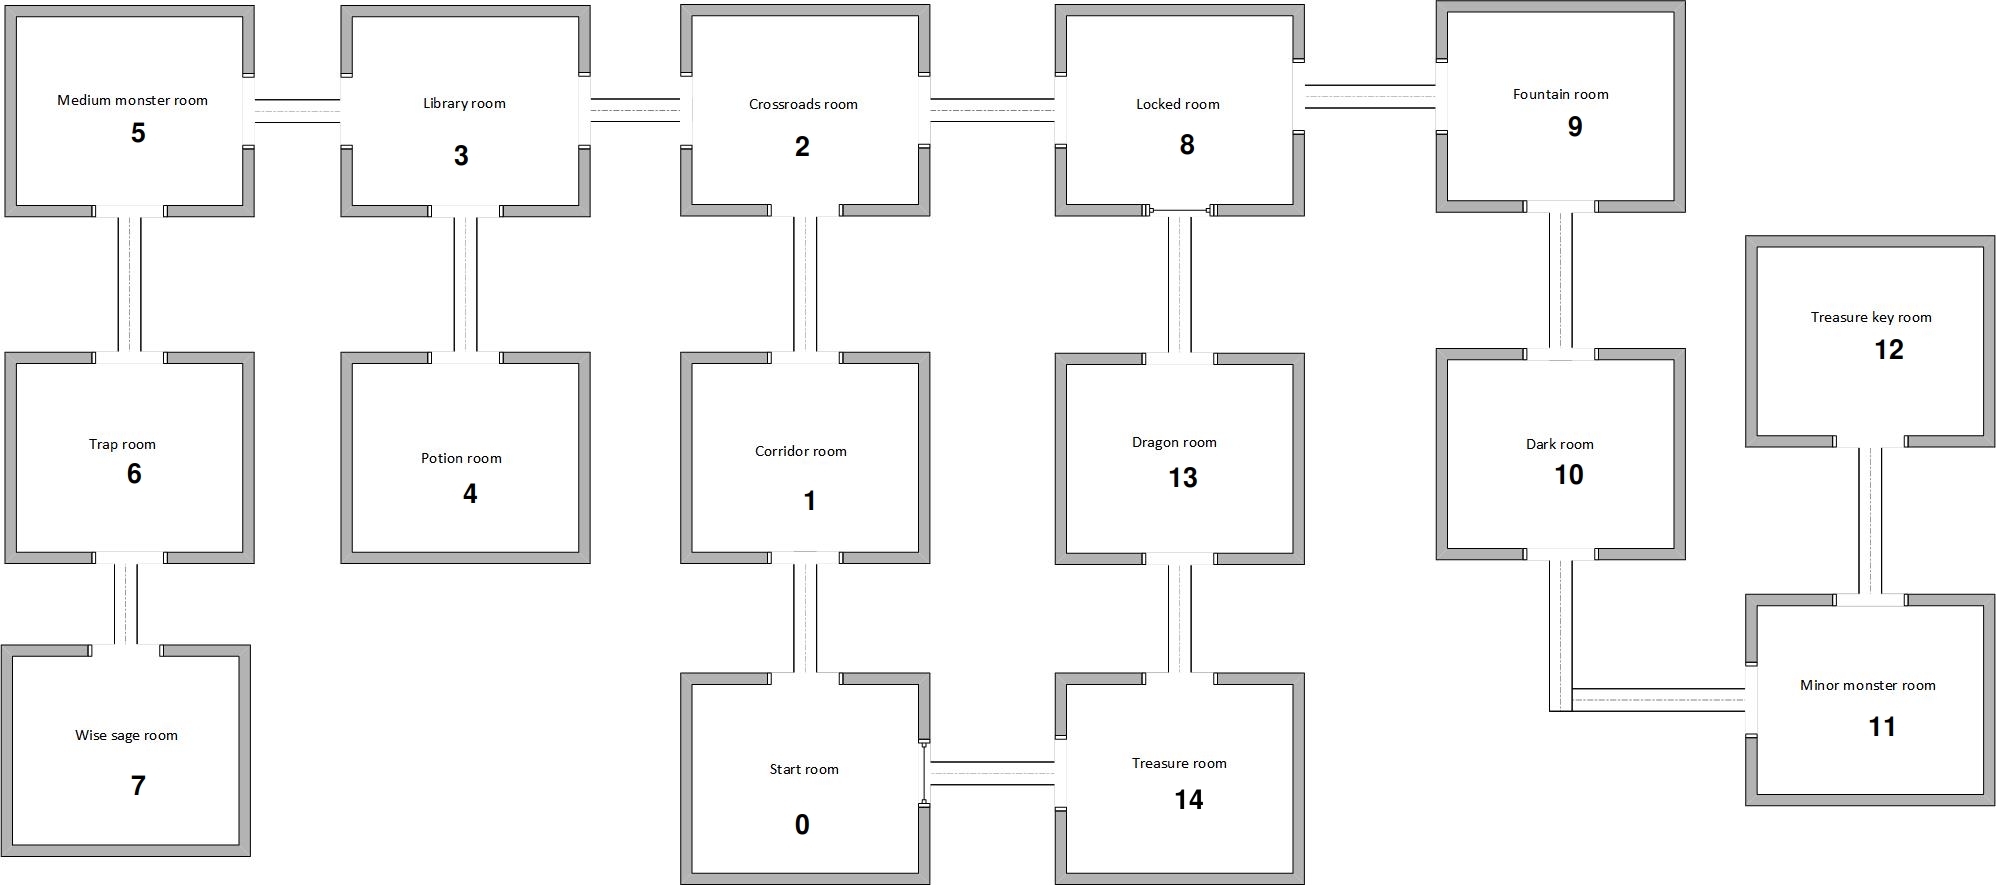 Medium monster room
5
Library room
3
Crossroads room
2
Locked room
8
Fountain room
9
Treasure key room
12
Trap room
6
Potion room
4
Corridor room
1
Dragon room
13
Dark room
10
Wise sage room
7
Start room
0
Treasure room
14
Minor monster room
11